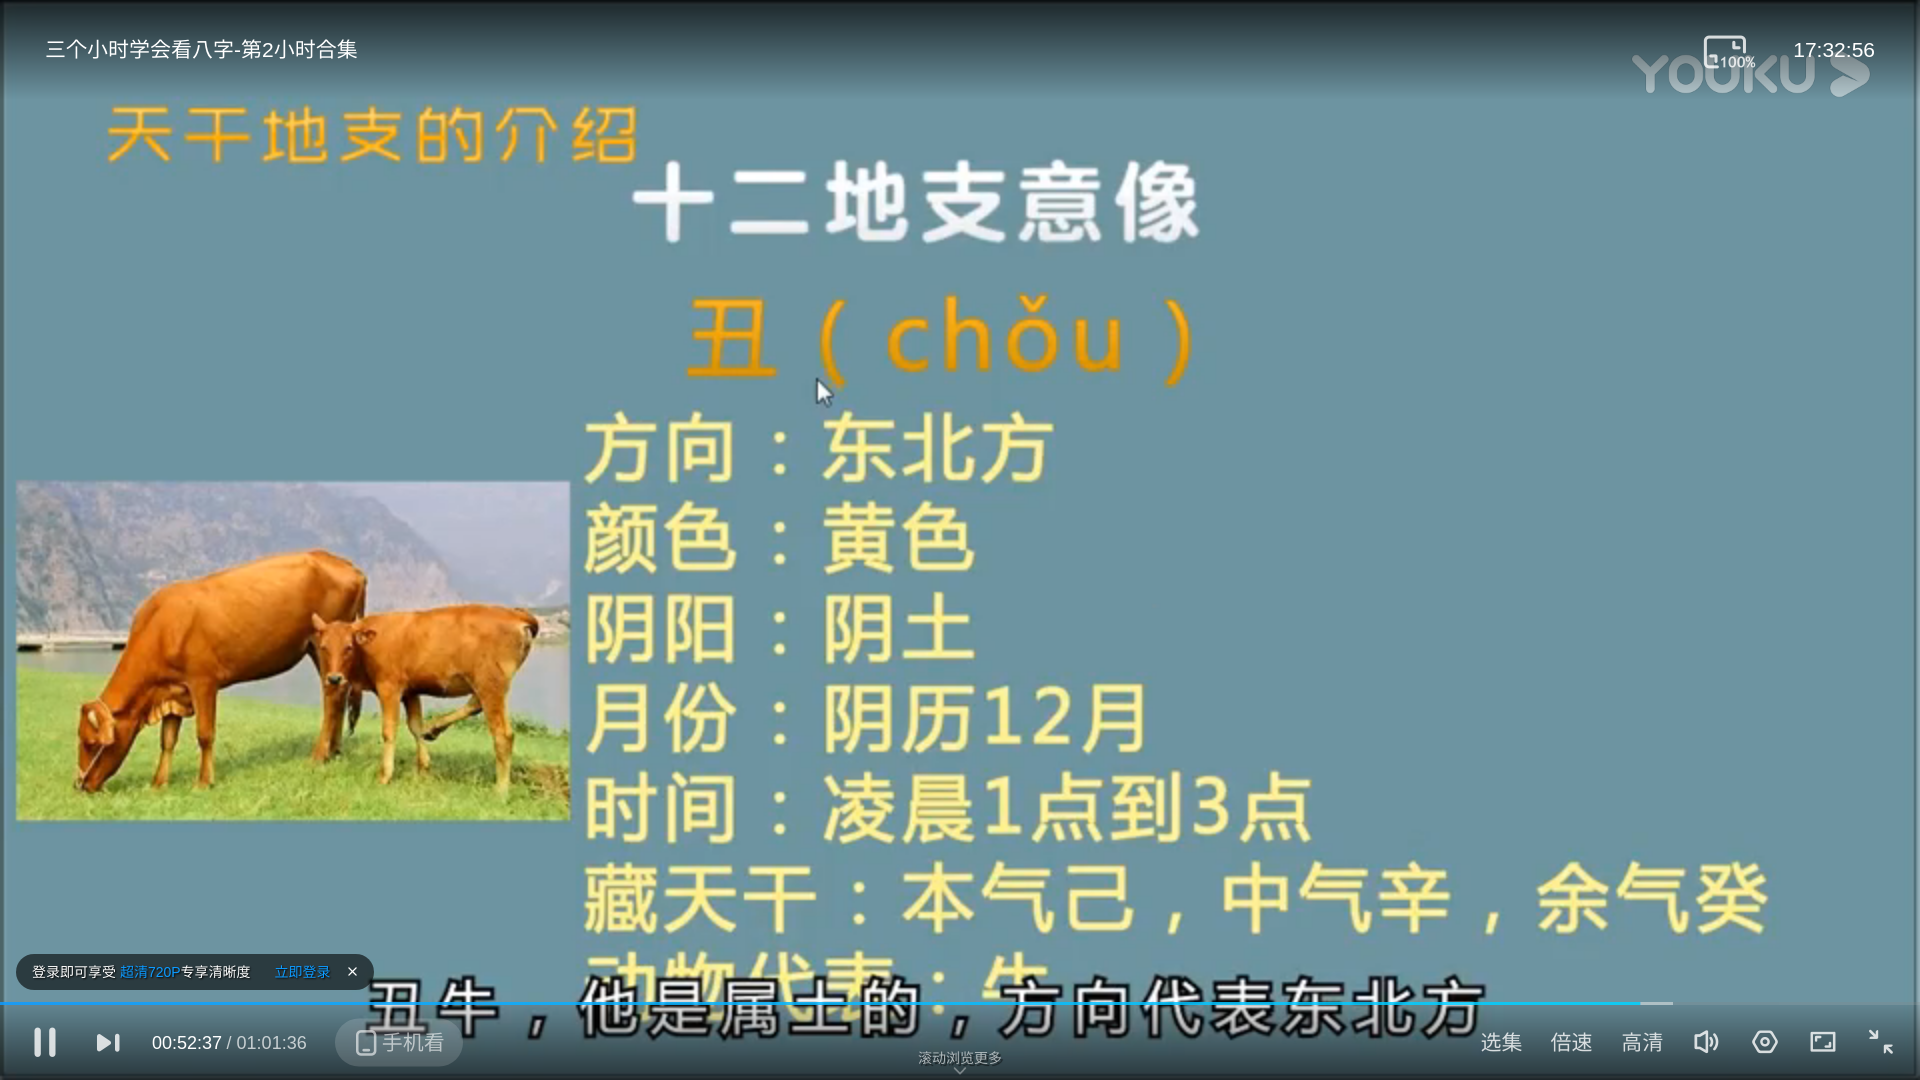 三个小时学会看八字-第2小时合集
100%
17:32:56
YOUKU
天干地支的介绍
十二地支意像
丑（chǒu）
方向：东北方
颜色：黄色
阴阳：阴土
月份：阴历12月
时间：凌晨1点到3点
藏天干：本气己，中气辛，余气癸
动物代表：牛
登录即可享受 超清720P专享清晰度 立即登录 ×
丑牛，他是属土的，方向代表东北方
00:52:37 / 01:01:36
手机看
选集 倍速 高清
滚动浏览更多